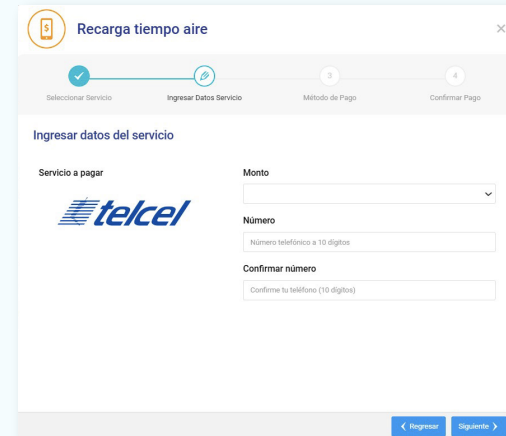 Recarga tiempo aire
3
4
Seleccionar Servicio
Ingresar Datos Servicio
Método de Pago
Confirmar Pago
Ingresar datos del servicio
Servicio a pagar
telcel
Monto
Número
Número telefónico a 10 dígitos
Confirmar número
Confirme tu teléfono (10 dígitos)
Regresar
Siguiente